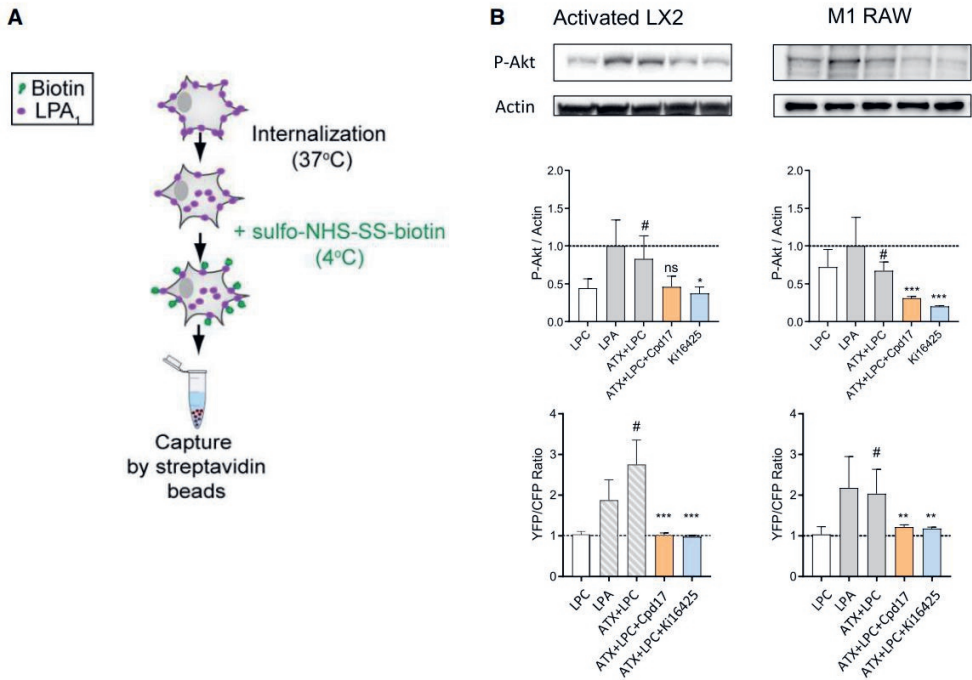 A
Biotin
LPA1
Internalization
(37°C)
+ sulfo-NHS-SS-biotin
(4°C)
Capture
by streptavidin
beads
B
Activated LX2
M1 RAW
P-Akt
Actin
P-Akt / Actin
2.0
1.5
1.0
0.5
0.0
#
ns
*
LPC
LPA
ATX+LPC
ATX+LPC+Cpd17
Ki16425
P-Akt / Actin
2.0
1.5
1.0
0.5
0.0
#
***
***
LPC
LPA
ATX+LPC
ATX+LPC+Cpd17
Ki16425
YFP/CFP Ratio
4
3
2
1
0
#
***
***
LPC
LPA
ATX+LPC
ATX+LPC+Cpd17
ATX+LPC+Ki16425
YFP/CFP Ratio
4
3
2
1
0
#
**
**
LPC
LPA
ATX+LPC
ATX+LPC+Cpd17
ATX+LPC+Ki16425